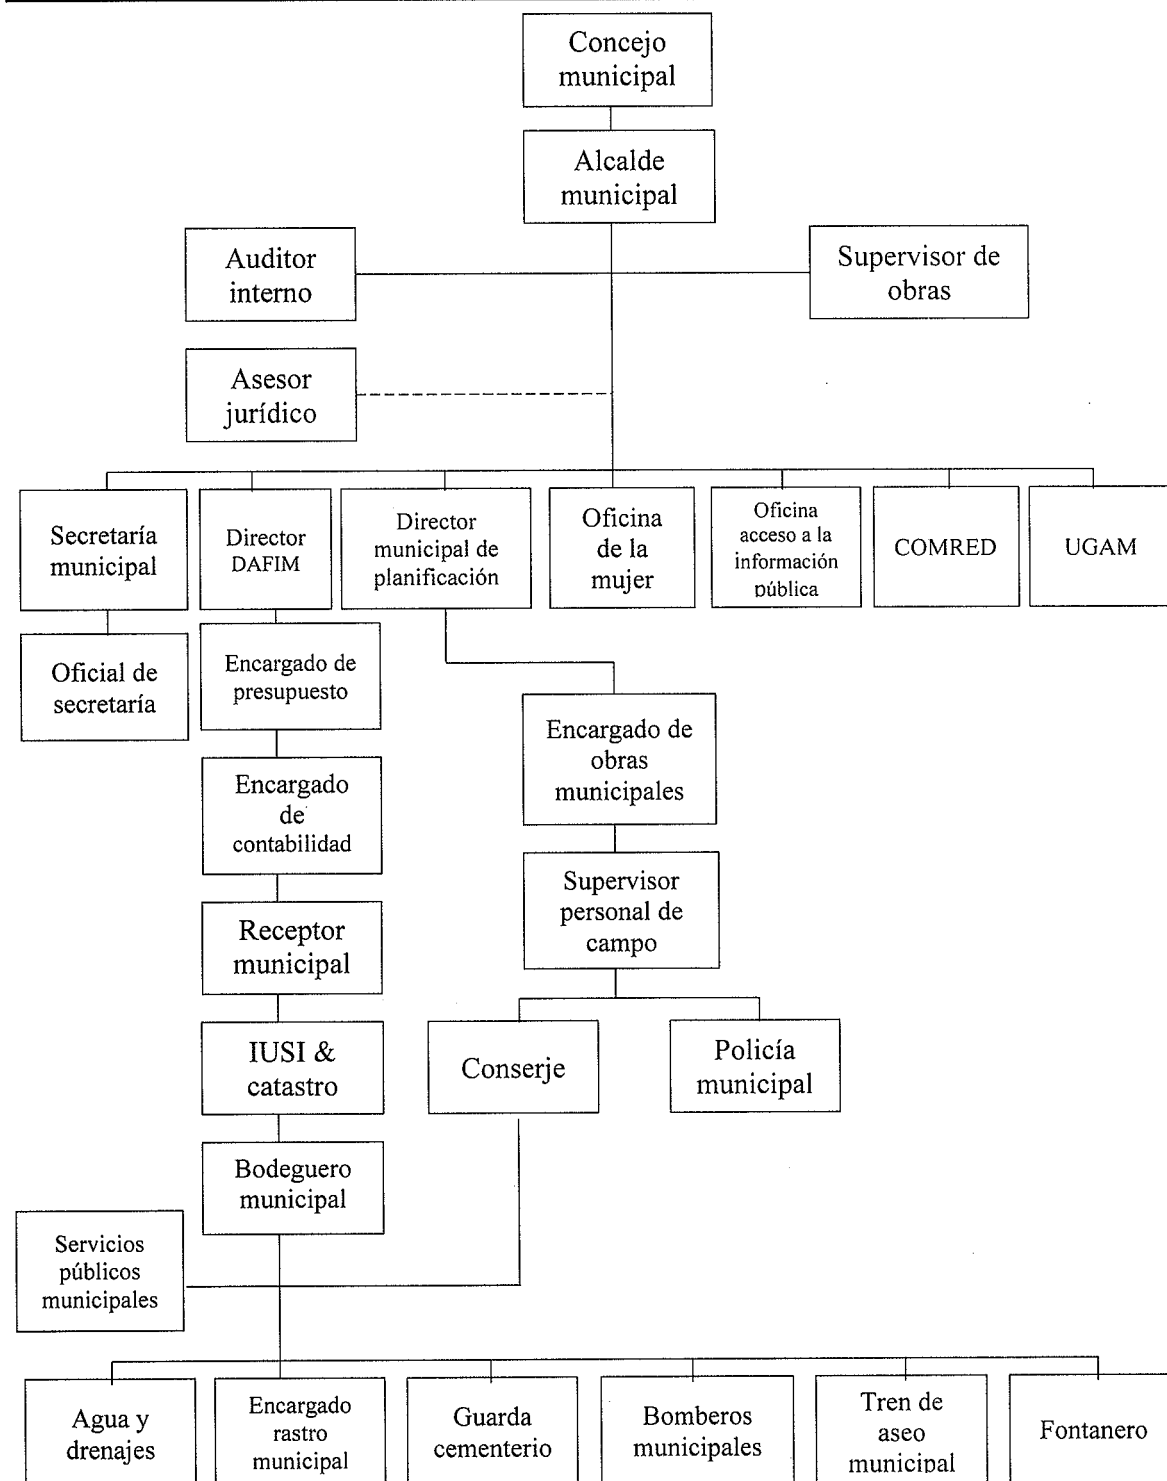 Concejo
municipal
Alcalde
municipal
Auditor
interno
Supervisor de
obras
Asesor
jurídico
Secretaría
municipal
Director
DAFIM
Director
municipal de
planificación
Oficina
de la
mujer
Oficina
acceso a la
información
pública
COMRED
UGAM
Oficial de
secretaría
Encargado de
presupuesto
Encargado de
obras
municipales
Encargado
de
contabilidad
Supervisor
personal de
campo
Receptor
municipal
IUSI &
catastro
Conserje
Policía
municipal
Bodeguero
municipal
Servicios
públicos
municipales
Agua y
drenajes
Encargado
rastro
municipal
Guarda
cementerio
Bomberos
municipales
Tren de
aseo
municipal
Fontanero